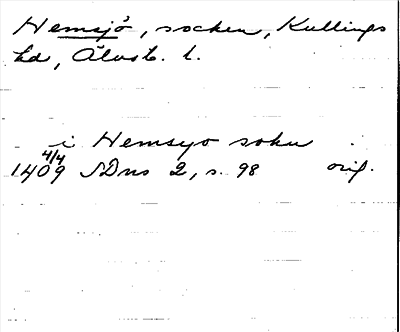 Hemsjö, socken, Kullings
hd, Älvsb. l.
i Hemsyo sokn
4/4
1409 SDns 2, s. 98 orig.